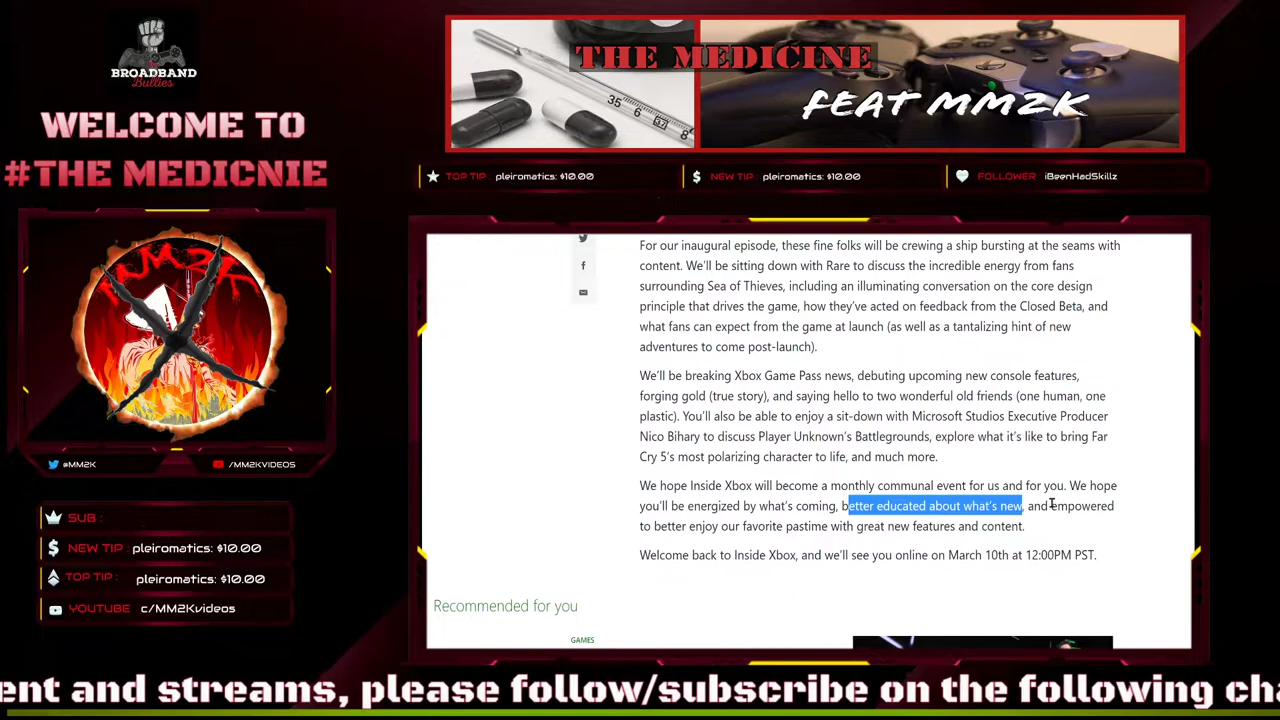 BROADBAND
Bullies
WELCOME TO
#THE MEDICNIE
MM2K
@MM2K
/MM2KVIDEOS
SUB :
NEW TIP : pleiromatics: $10.00
TOP TIP : pleiromatics: $10.00
YOUTUBE c/MM2Kvideos
35 6 37 8
THE MEDICINE
FEAT MM2K
TOP TIP pleiromatics: $10.00
NEW TIP pleiromatics: $10.00
FOLLOWER iBeenHadSkillz
For our inaugural episode, these fine folks will be crewing a ship bursting at the seams with
content. We'll be sitting down with Rare to discuss the incredible energy from fans
surrounding Sea of Thieves, including an illuminating conversation on the core design
principle that drives the game, how they've acted on feedback from the Closed Beta, and
what fans can expect from the game at launch (as well as a tantalizing hint of new
adventures to come post-launch).
We'll be breaking Xbox Game Pass news, debuting upcoming new console features,
forging gold (true story), and saying hello to two wonderful old friends (one human, one
plastic). You'll also be able to enjoy a sit-down with Microsoft Studios Executive Producer
Nico Bihary to discuss Player Unknown's Battlegrounds, explore what it's like to bring Far
Cry 5's most polarizing character to life, and much more.
We hope Inside Xbox will become a monthly communal event for us and for you. We hope
you'll be energized by what's coming, better educated about what's new, and empowered
to better enjoy our favorite pastime with great new features and content.
Welcome back to Inside Xbox, and we'll see you online on March 10th at 12:00PM PST.
Recommended for you
GAMES
ent and streams, please follow/subscribe on the following cha